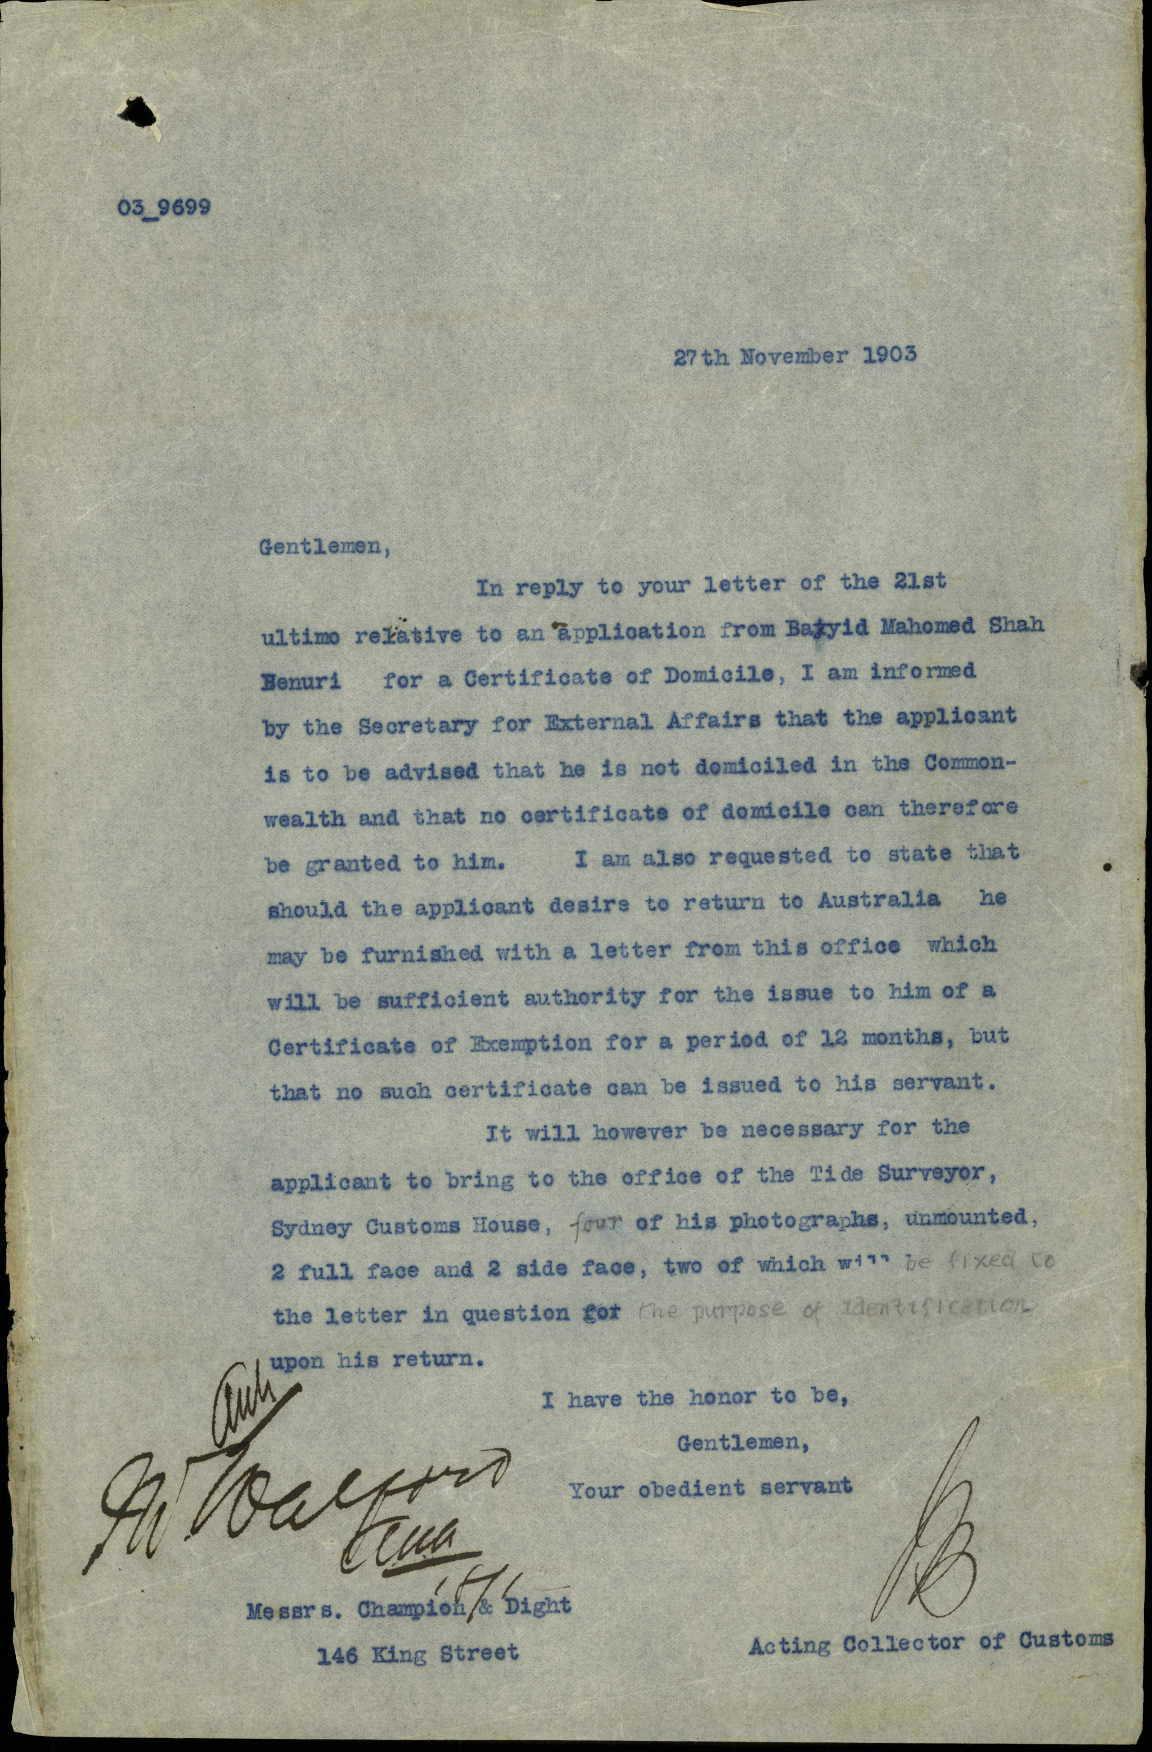 03_9699
27th November 1903
Gentlemen,
In reply to your letter of the 21st
ultimo relative to an application from Bayyid Mahomed Shah
Benuri for a Certificate of Domicile, I am informed
by the Secretary for External Affairs that the applicant
is to be advised that he is not domiciled in the Common-
wealth and that no certificate of domicile can therefore
be granted to him. I am also requested to state that
should the applicant desire to return to Australia he
may be furnished with a letter from this office which
will be sufficient authority for the issue to him of a
Certificate of Exemption for a period of 12 months, but
that no such certificate can be issued to his servant.
It will however be necessary for the
applicant to bring to the office of the Tide Surveyor,
Sydney Customs House, four of his photographs, unmounted,
2 full face and 2 side face, two of which will be fixed to
the letter in question for the purpose of identification
upon his return.
I have the honor to be,
Gentlemen,
Your obedient servant
Messrs. Champion & Dight
146 King Street
Acting Collector of Customs